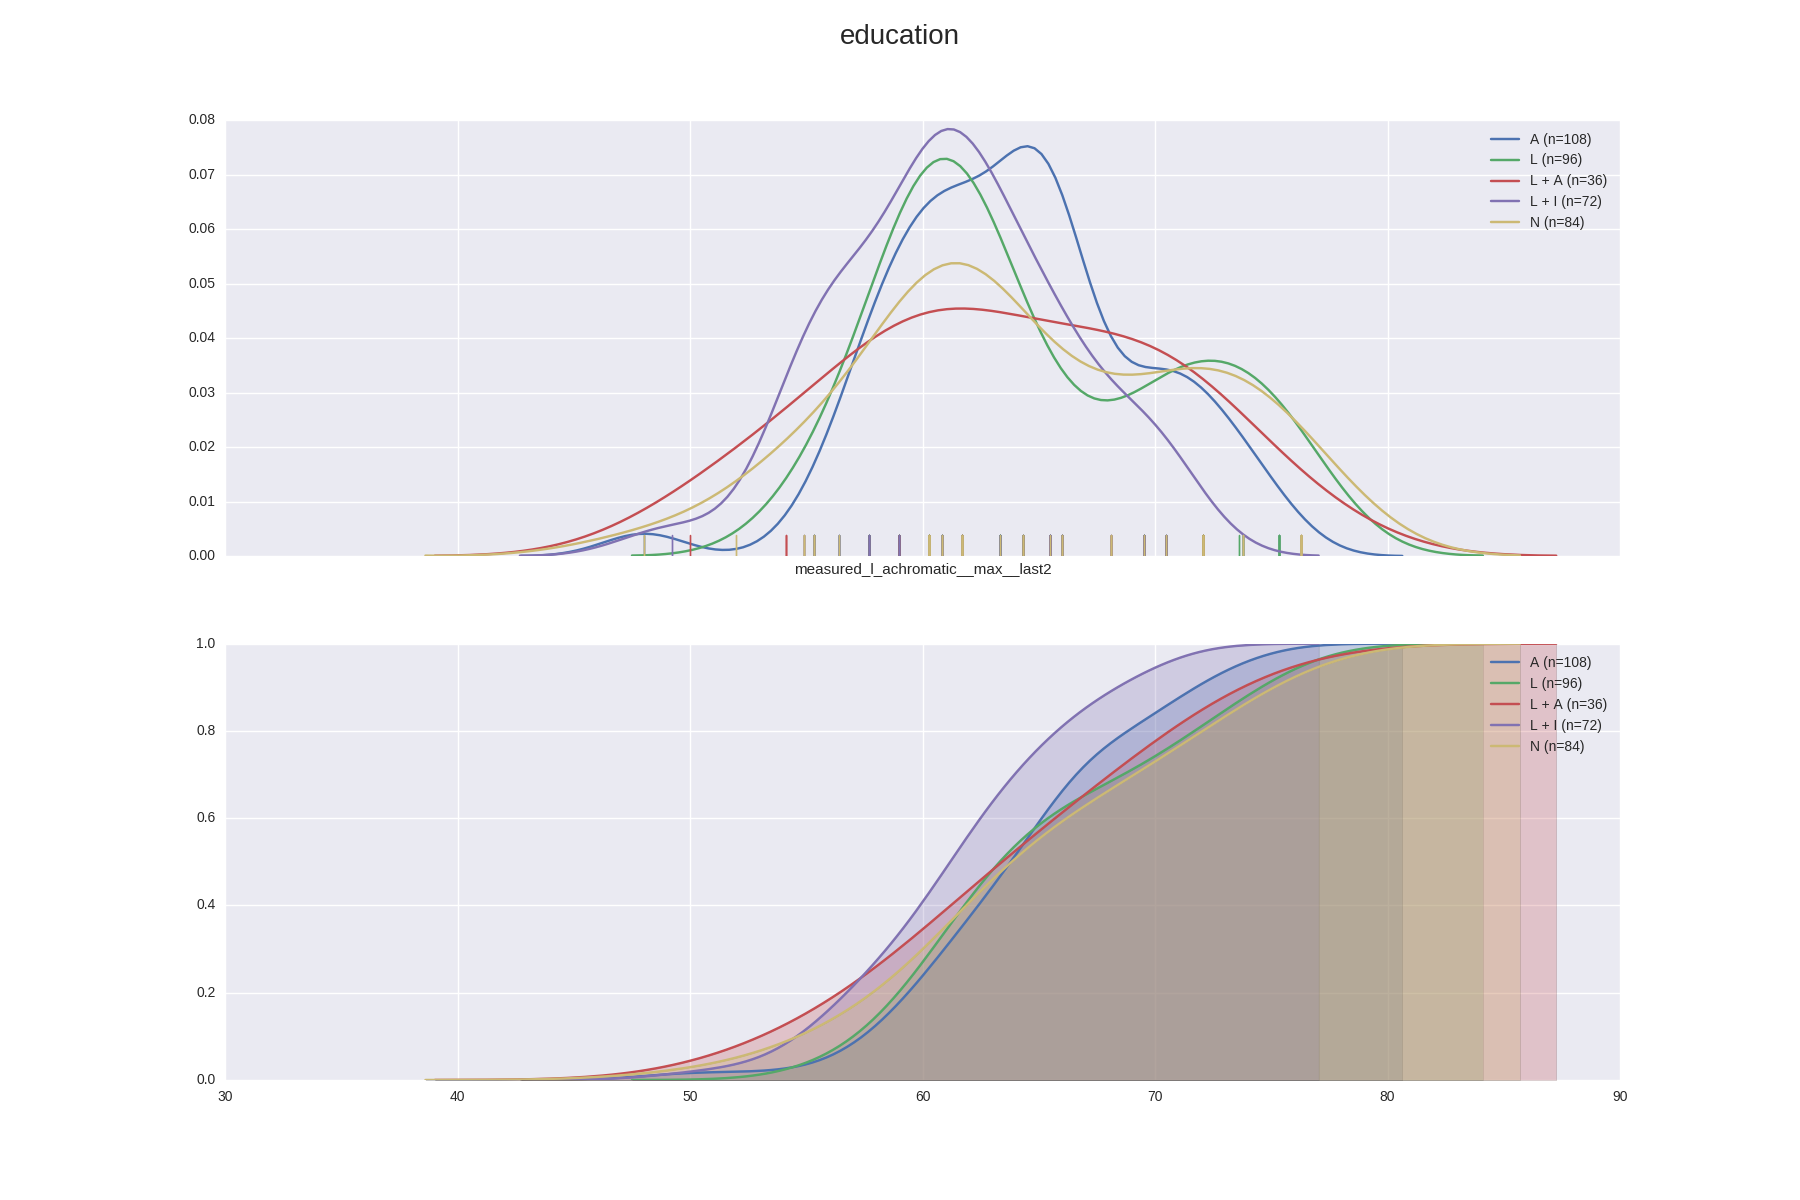 education
0.08
0.07
0.06
0.05
0.04
0.03
0.02
0.01
0.00
A (n=108)
L (n=96)
L + A (n=36)
L + I (n=72)
N (n=84)
measured_l_achromatic__max__last2
1.0
0.8
0.6
0.4
0.2
0.0
A (n=108)
L (n=96)
L + A (n=36)
L + I (n=72)
N (n=84)
30 40 50 60 70 80 90